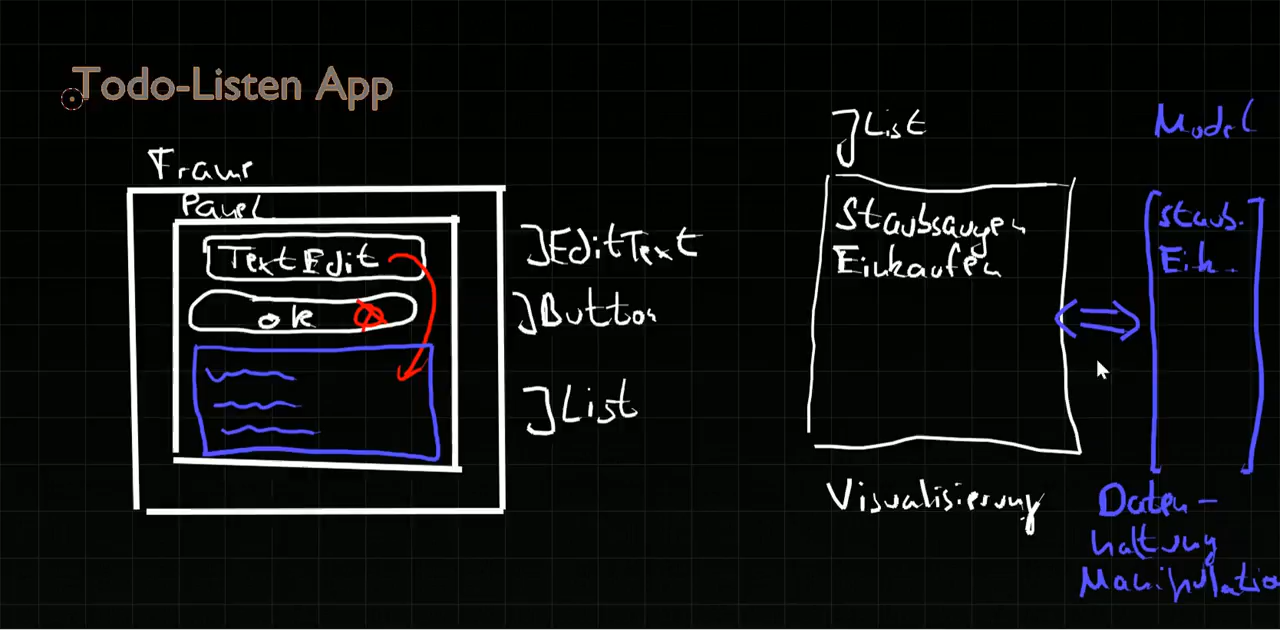 Todo-Listen App
Frame
Panel
TextEdit
ok
JEditText
JButton
JList
JList
Staubsaugen
Einkaufen
Visualisierung
Model
Staub.
Eik.
Daten-
haltung
Manipulatio